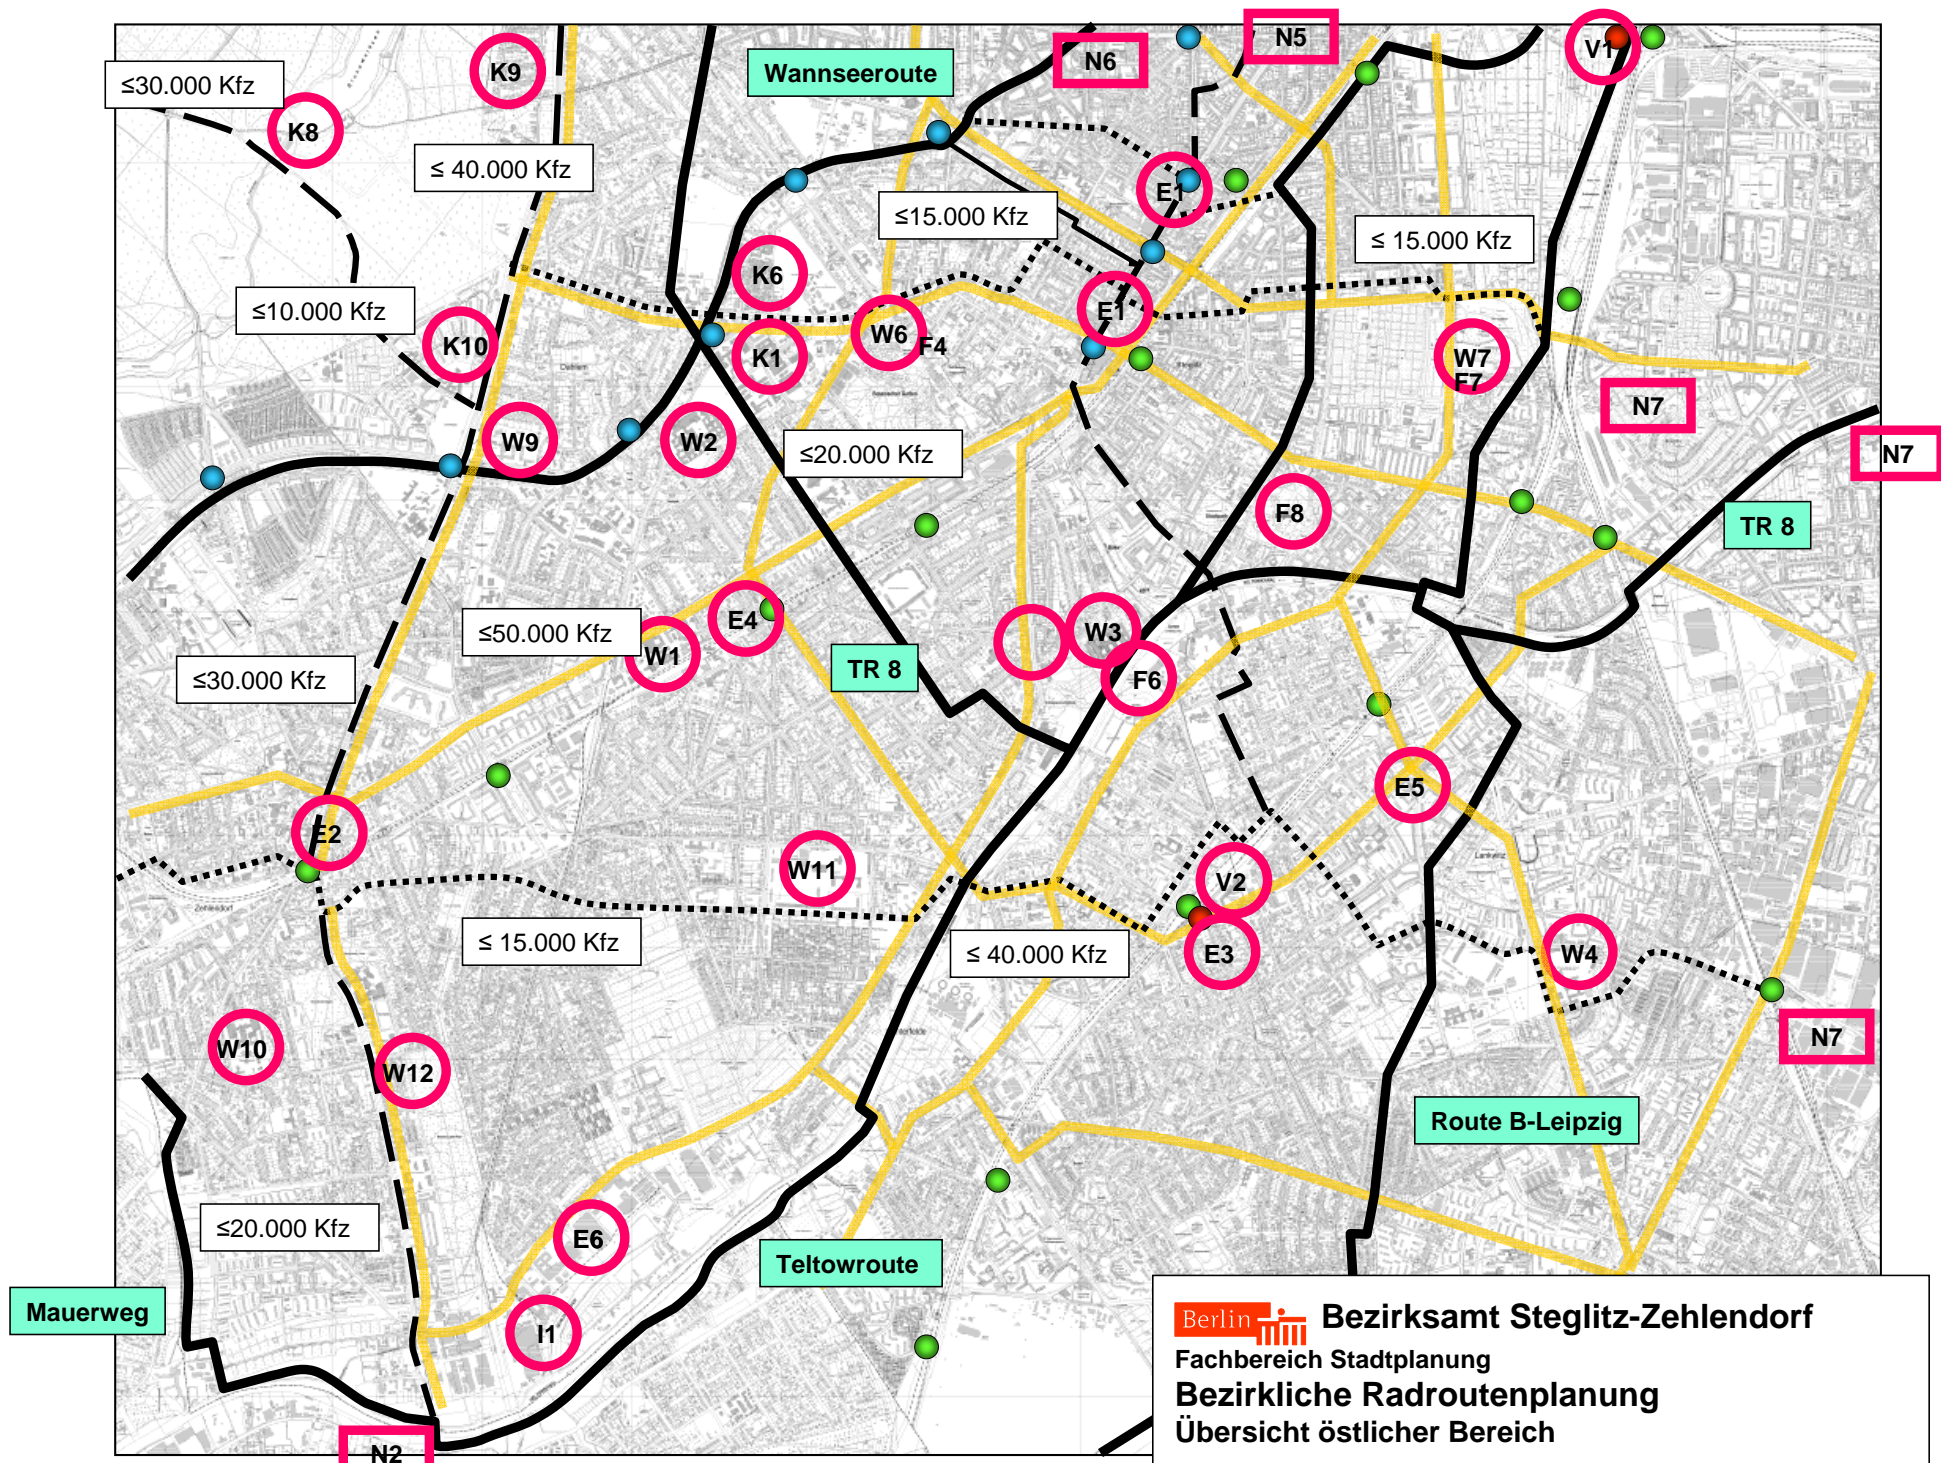 N5
V1
N6
K9
Wannseeroute
≤30.000 Kfz
K8
≤ 40.000 Kfz
E1
≤15.000 Kfz
≤ 15.000 Kfz
K6
≤10.000 Kfz
E1
K10
W6
F4
K1
W7
F7
N7
W9
W2
≤20.000 Kfz
N7
F8
TR 8
E4
≤50.000 Kfz
W1
W3
TR 8
≤30.000 Kfz
F6
E5
E2
W11
V2
Lankwitz
Zehlendorf
≤ 15.000 Kfz
≤ 40.000 Kfz
E3
W4
W10
N7
W12
Route B-Leipzig
≤20.000 Kfz
E6
Teltowroute
Mauerweg
I1
Berlin
Bezirksamt Steglitz-Zehlendorf
Fachbereich Stadtplanung
Bezirkliche Radroutenplanung
Übersicht östlicher Bereich
N2